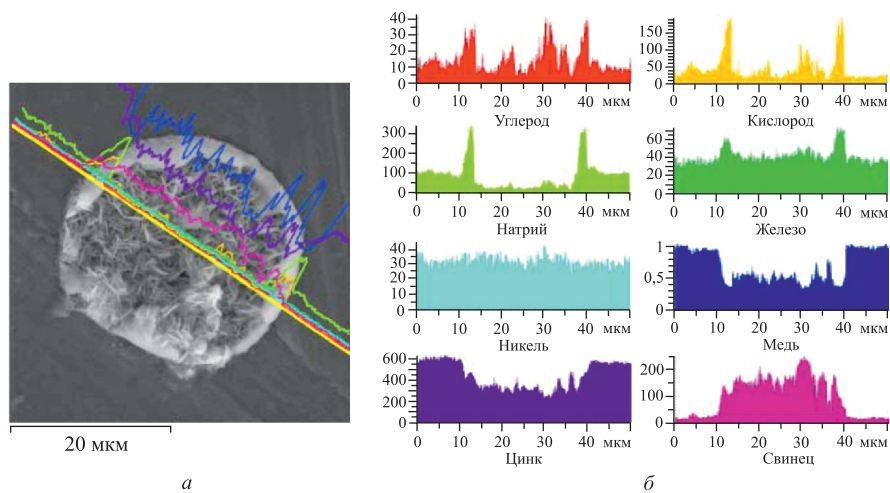 20 мкм
а
40
30
20
10
0
0 10 20 30 40 мкм
Углерод
150
100
50
0
0 10 20 30 40 мкм
Кислород
300
200
100
0
0 10 20 30 40 мкм
Натрий
80
60
40
20
0
0 10 20 30 40 мкм
Железо
40
30
20
10
0
0 10 20 30 40 мкм
Никель
1
0,5
0
0 10 20 30 40 мкм
Медь
600
400
200
0
0 10 20 30 40 мкм
Цинк
200
100
0
0 10 20 30 40 мкм
Свинец
б